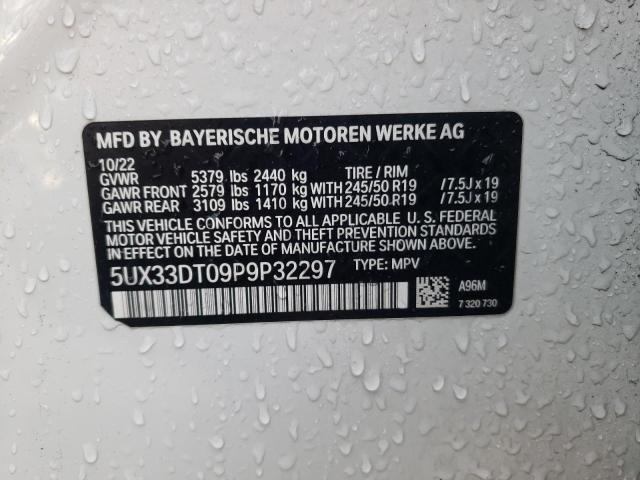 MFD BY BAYERISCHE MOTOREN WERKE AG
10/22
GVWR 5379 lbs 2440 kg TIRE / RIM
GAWR FRONT 2579 lbs 1170 kg WITH 245/50 R19 / 7.5J x 19
GAWR REAR 3109 lbs 1410 kg WITH 245/50 R19 / 7.5J x 19
THIS VEHICLE CONFORMS TO ALL APPLICABLE U. S. FEDERAL
MOTOR VEHICLE SAFETY AND THEFT PREVENTION STANDARDS
IN EFFECT ON THE DATE OF MANUFACTURE SHOWN ABOVE.
5UX33DT09P9P32297 TYPE: MPV
A96M
7 320 730